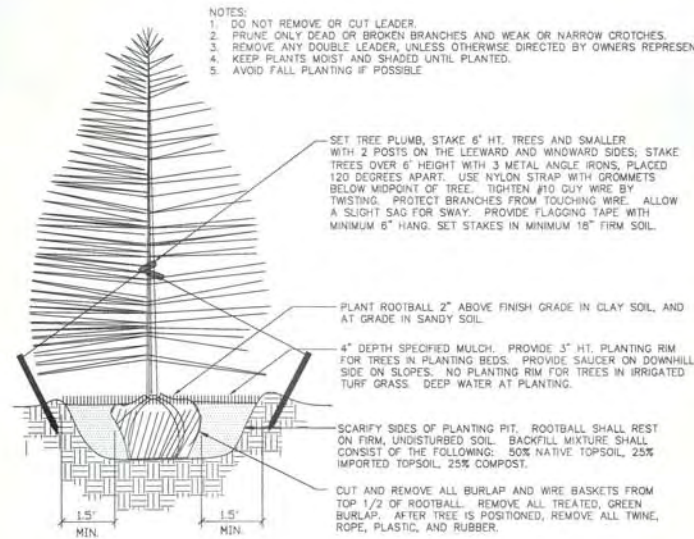 NOTES:
1. DO NOT REMOVE OR CUT LEADER.
2. PRUNE ONLY DEAD OR BROKEN BRANCHES AND WEAK OR NARROW CROTCHES.
3. REMOVE ANY DOUBLE LEADER, UNLESS OTHERWISE DIRECTED BY OWNERS REPRESEN
4. KEEP PLANTS MOIST AND SHADED UNTIL PLANTED.
5. AVOID FALL PLANTING IF POSSIBLE
SET TREE PLUMB, STAKE 6' HT. TREES AND SMALLER
WITH 2 POSTS ON THE LEEWARD AND WINDWARD SIDES; STAKE
TREES OVER 6' HEIGHT WITH 3 METAL ANGLE IRONS, PLACED
120 DEGREES APART. USE NYLON STRAP WITH GROMMETS
BELOW MIDPOINT OF TREE. TIGHTEN #10 GUY WIRE BY
TWISTING. PROTECT BRANCHES FROM TOUCHING WIRE. ALLOW
A SLIGHT SAG FOR SWAY. PROVIDE FLAGGING TAPE WITH
MINIMUM 6" HANG. SET STAKES IN MINIMUM 18" FIRM SOIL.
PLANT ROOTBALL 2" ABOVE FINISH GRADE IN CLAY SOIL, AND
AT GRADE IN SANDY SOIL.
4" DEPTH SPECIFIED MULCH. PROVIDE 3" HT. PLANTING RIM
FOR TREES IN PLANTING BEDS. PROVIDE SAUCER ON DOWNHILL
SIDE ON SLOPES. NO PLANTING RIM FOR TREES IN IRRIGATED
TURF GRASS. DEEP WATER AT PLANTING.
SCARIFY SIDES OF PLANTING PIT. ROOTBALL SHALL REST
ON FIRM, UNDISTURBED SOIL. BACKFILL MIXTURE SHALL
CONSIST OF THE FOLLOWING: 50% NATIVE TOPSOIL, 25%
IMPORTED TOPSOIL, 25% COMPOST.
CUT AND REMOVE ALL BURLAP AND WIRE BASKETS FROM
TOP 1/2 OF ROOTBALL. REMOVE ALL TREATED, GREEN
BURLAP. AFTER TREE IS POSITIONED, REMOVE ALL TWINE,
ROPE, PLASTIC, AND RUBBER.
1.5' 1.5'
MIN. MIN.